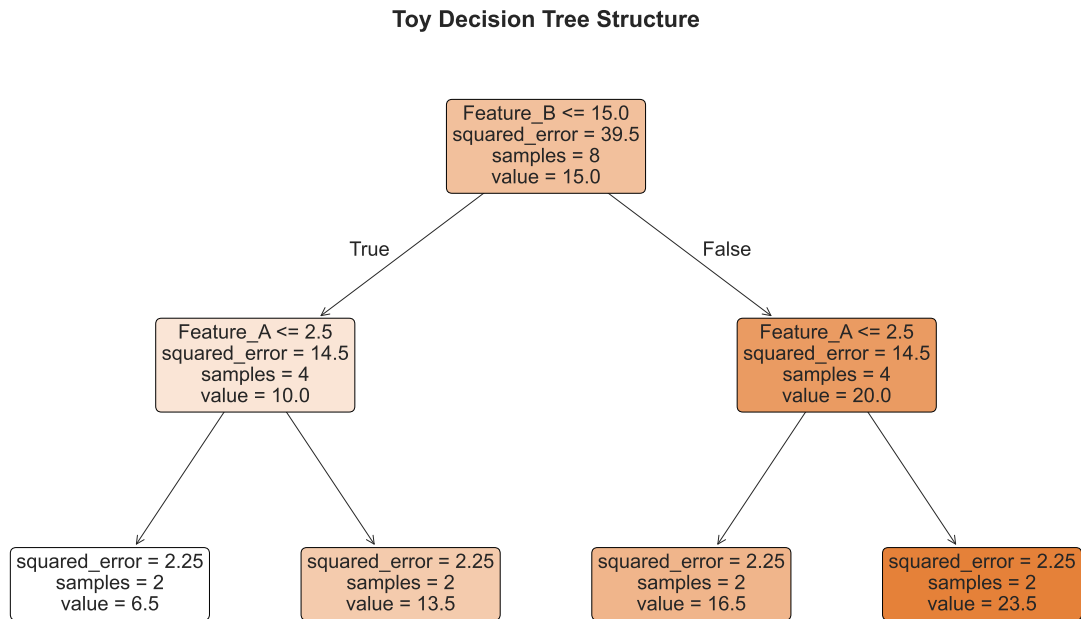 Toy Decision Tree Structure
Feature_B <= 15.0
squared_error = 39.5
samples = 8
value = 15.0
True
False
Feature_A <= 2.5
squared_error = 14.5
samples = 4
value = 10.0
Feature_A <= 2.5
squared_error = 14.5
samples = 4
value = 20.0
squared_error = 2.25
samples = 2
value = 6.5
squared_error = 2.25
samples = 2
value = 13.5
squared_error = 2.25
samples = 2
value = 16.5
squared_error = 2.25
samples = 2
value = 23.5